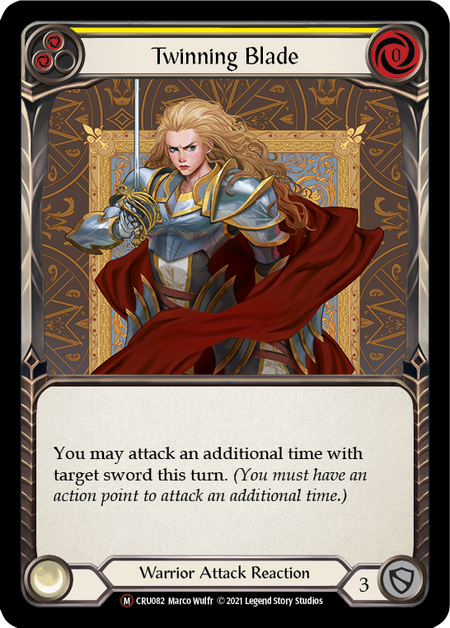 Twinning Blade
0
You may attack an additional time with
target sword this turn. (You must have an
action point to attack an additional time.)
Warrior Attack Reaction
3
M CRU082 Marco Wulfr © 2021 Legend Story Studios